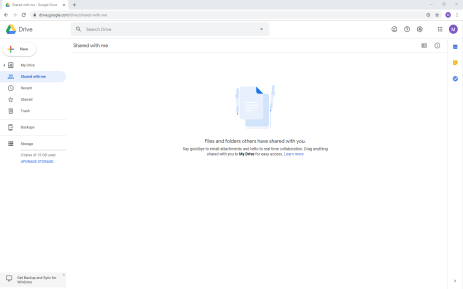 Shared with me - Google Drive
drive.google.com/drive/shared-with-me
Drive
Search Drive
M
New
Shared with me
My Drive
Shared with me
Recent
Starred
Trash
Backups
Storage
0 bytes of 15 GB used
UPGRADE STORAGE
Files and folders others have shared with you.
Say goodbye to email attachments and hello to real time collaboration. Drag anything
shared with you to My Drive for easy access. Learn more
Get Backup and Sync for
Windows